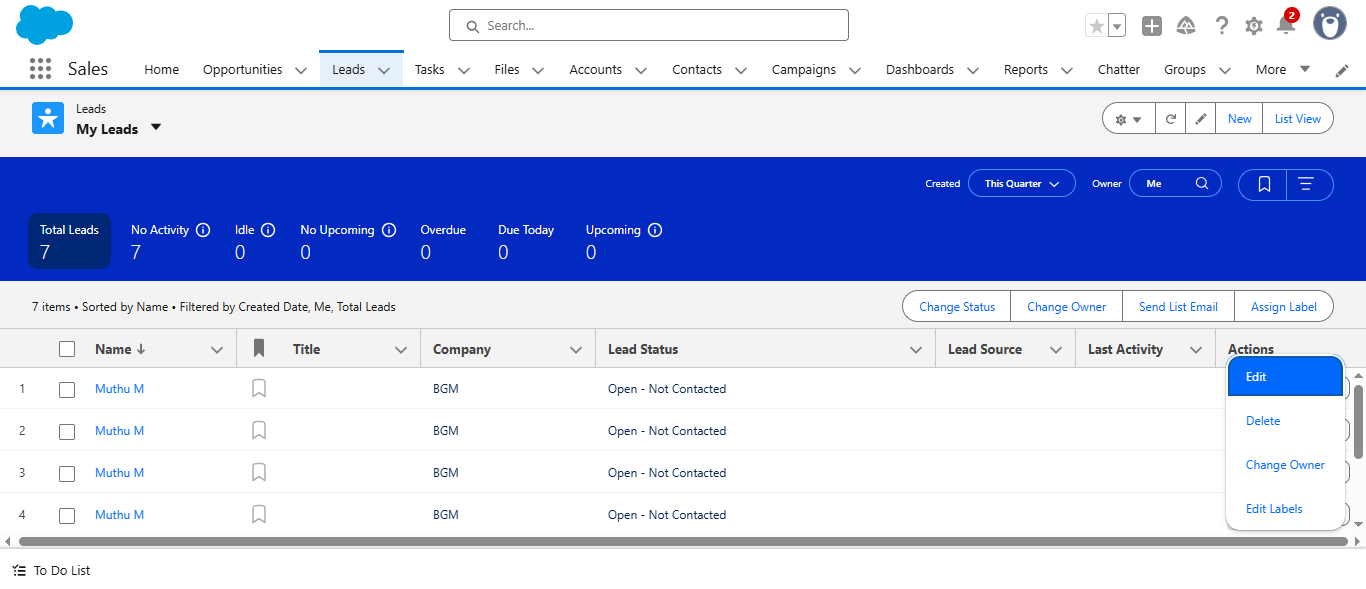 Search...
2
Sales Home Opportunities Leads Tasks Files Accounts Contacts Campaigns Dashboards Reports Chatter Groups More
Leads
My Leads
New List View
Created This Quarter Owner Me
Total Leads No Activity Idle No Upcoming Overdue Due Today Upcoming
7 7 0 0 0 0 0
7 items • Sorted by Name • Filtered by Created Date, Me, Total Leads
Change Status Change Owner Send List Email Assign Label
Name Title Company Lead Status Lead Source Last Activity Actions
1 Muthu M BGM Open - Not Contacted
2 Muthu M BGM Open - Not Contacted
3 Muthu M BGM Open - Not Contacted
4 Muthu M BGM Open - Not Contacted
Edit
Delete
Change Owner
Edit Labels
To Do List